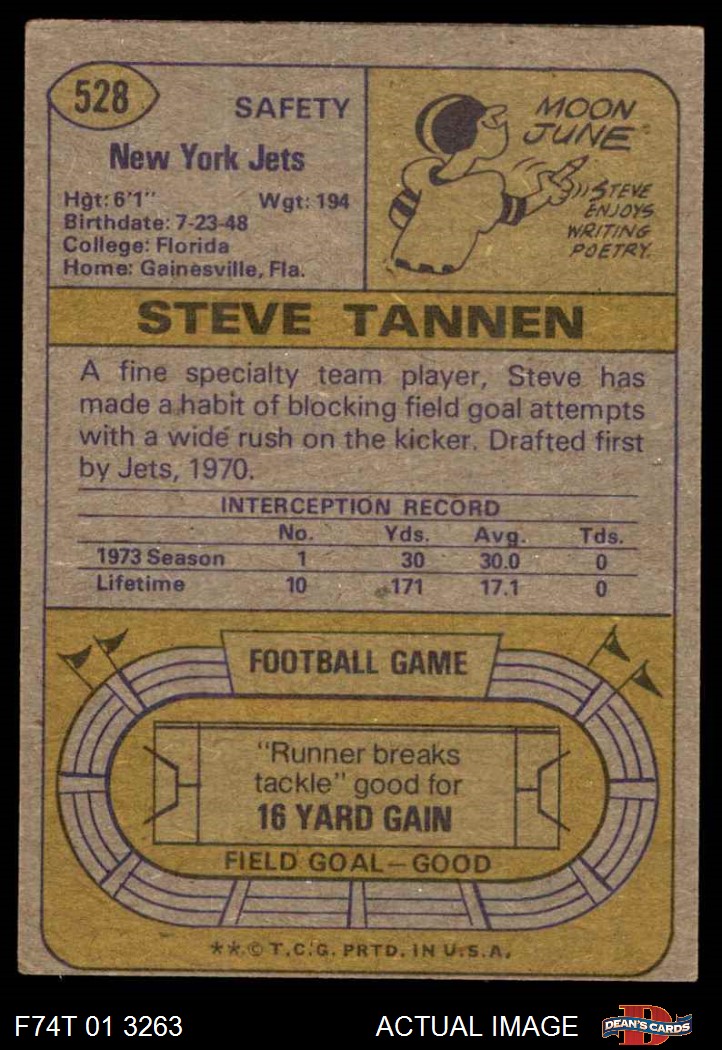 528
SAFETY
New York Jets
Hgt: 6'1" Wgt: 194
Birthdate: 7-23-48
College: Florida
Home: Gainesville, Fla.
MOON
JUNE
STEVE
ENJOYS
WRITING
POETRY.
STEVE TANNEN
A fine specialty team player, Steve has
made a habit of blocking field goal attempts
with a wide rush on the kicker. Drafted first
by Jets, 1970.
INTERCEPTION RECORD
No. Yds. Avg. Tds.
1973 Season 1 30 30.0 0
Lifetime 10 171 17.1 0
FOOTBALL GAME
"Runner breaks
tackle" good for
16 YARD GAIN
FIELD GOAL—GOOD
**© T.C.G. PRTD. IN U.S.A.
F74T 01 3263 ACTUAL IMAGE
D
DEAN'S CARDS